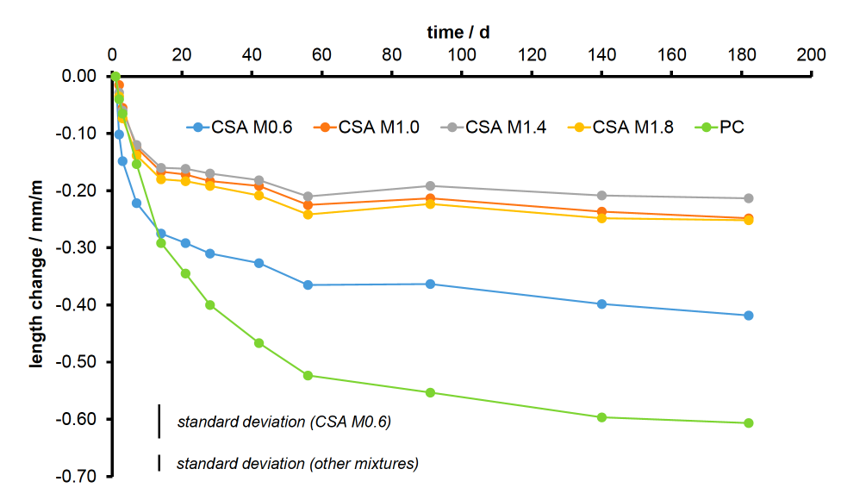 time / d
0 20 40 60 80 100 120 140 160 180 200
0.00
CSA M0.6 CSA M1.0 CSA M1.4 CSA M1.8 PC
-0.10
-0.20
-0.30
-0.40
-0.50
-0.60
-0.70
length change / mm/m
standard deviation (CSA M0.6)
standard deviation (other mixtures)